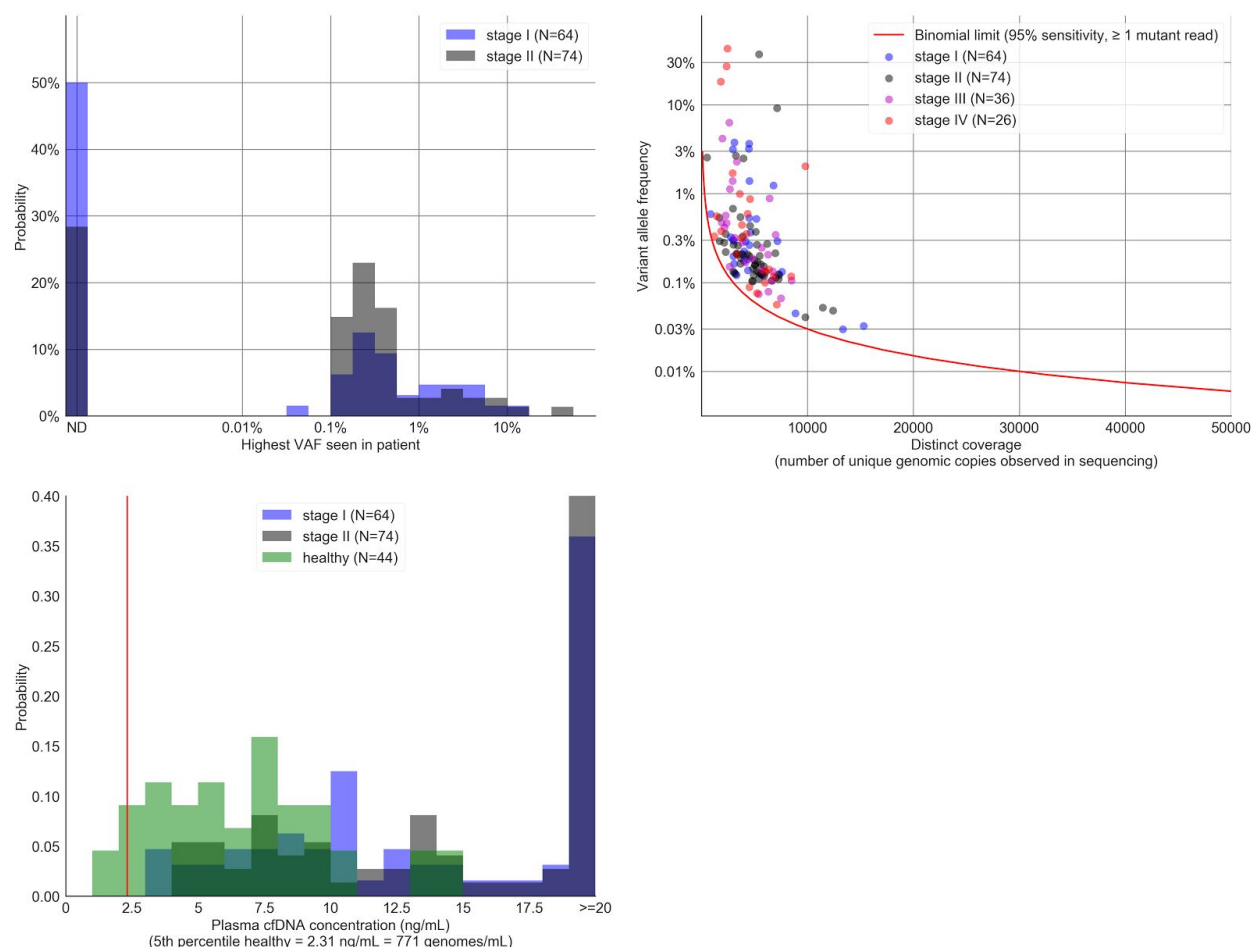 stage I (N=64)
stage II (N=74)
50%
40%
30%
20%
10%
0%
Probability
ND
0.01%
0.1%
1%
10%
Highest VAF seen in patient
Binomial limit (95% sensitivity, ≥ 1 mutant read)
stage I (N=64)
stage II (N=74)
stage III (N=36)
stage IV (N=26)
30%
10%
3%
1%
0.3%
0.1%
0.03%
0.01%
Variant allele frequency
10000
20000
30000
40000
50000
Distinct coverage
(number of unique genomic copies observed in sequencing)
stage I (N=64)
stage II (N=74)
healthy (N=44)
0.40
0.35
0.30
0.25
0.20
0.15
0.10
0.05
0.00
Probability
0
2.5
5
7.5
10
12.5
15
17.5
>=20
Plasma cfDNA concentration (ng/mL)
(5th percentile healthy = 2.31 ng/mL = 771 genomes/mL)